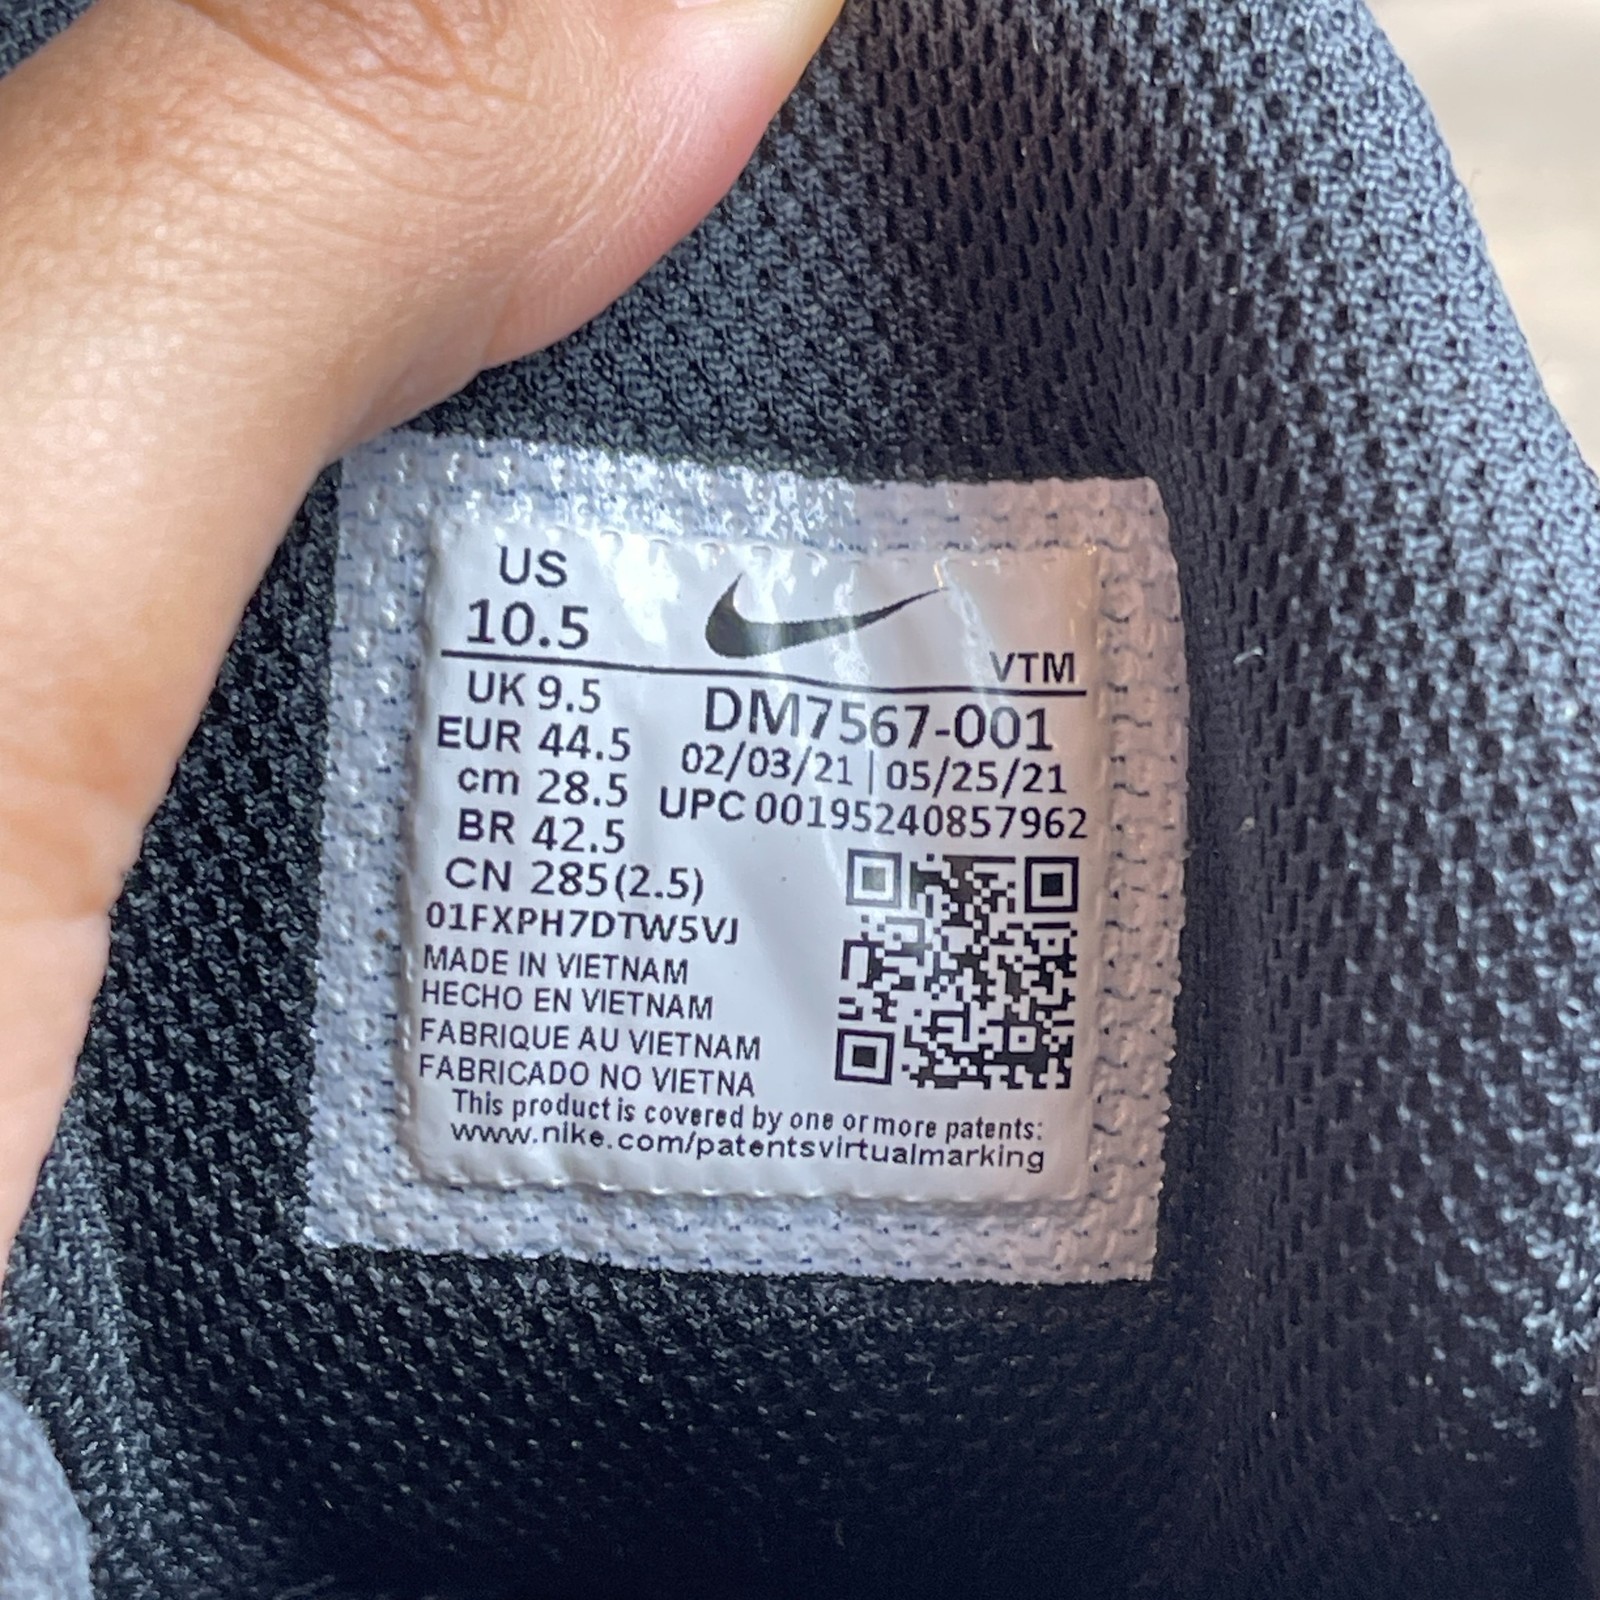 US
10.5
VTM
UK 9.5
EUR 44.5
cm 28.5
BR 42.5
CN 285(2.5)
DM7567-001
02/03/21 | 05/25/21
UPC 00195240857962
01FXPH7DTW5VJ
MADE IN VIETNAM
HECHO EN VIETNAM
FABRIQUE AU VIETNAM
FABRICADO NO VIETNA
This product is covered by one or more patents:
www.nike.com/patentsvirtualmarking